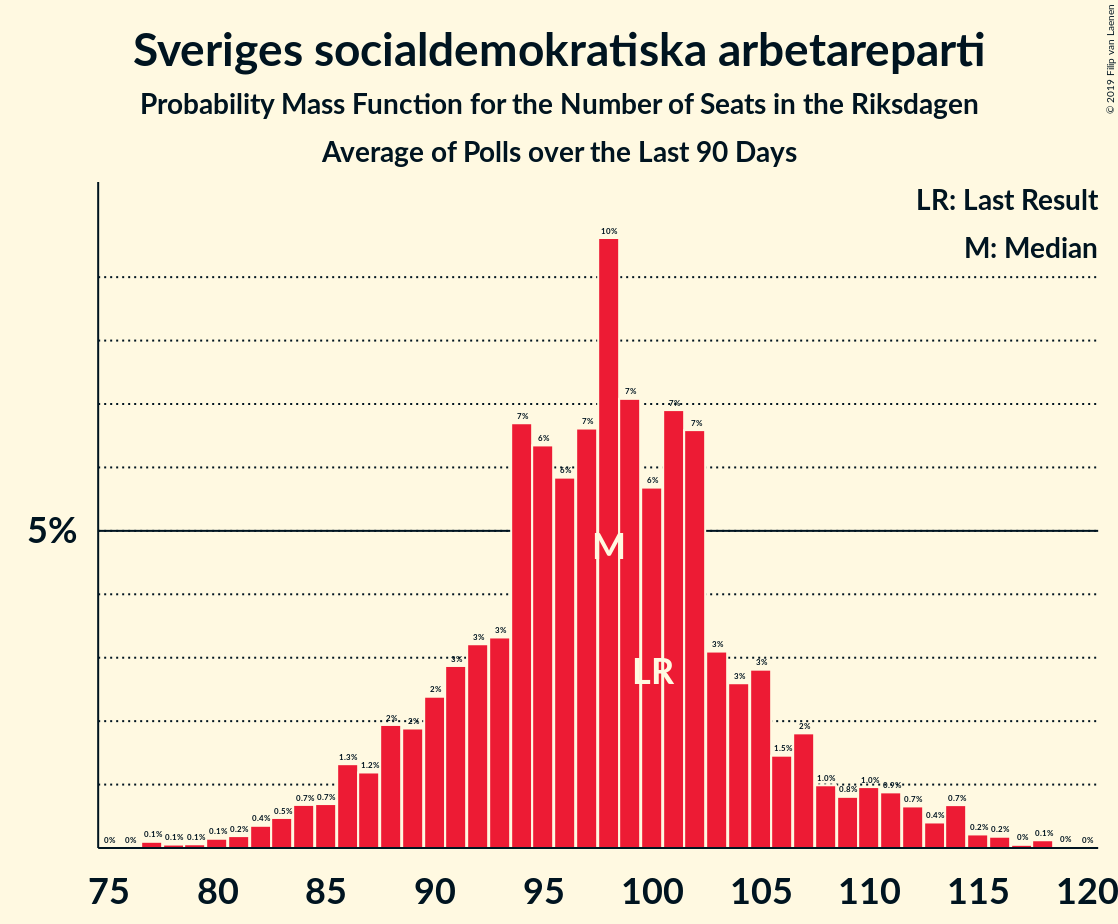 Sveriges socialdemokratiska arbetareparti
Probability Mass Function for the Number of Seats in the Riksdagen
Average of Polls over the Last 90 Days
© 2019 Filip van Laenen
LR: Last Result
M: Median
5%
0% 0% 0.1% 0.1% 0.1% 0.1% 0.2% 0.4% 0.5% 0.7% 0.7% 1.3% 1.2% 2% 2% 2% 3% 3% 3% 7% 6% 6% 7% 10% 7% 6% 7% 7% 3% 3% 3% 1.5% 2% 1.0% 0.8% 1.0% 0.9% 0.7% 0.4% 0.7% 0.2% 0.2% 0% 0.1% 0% 0%
M
LR
75 80 85 90 95 100 105 110 115 120